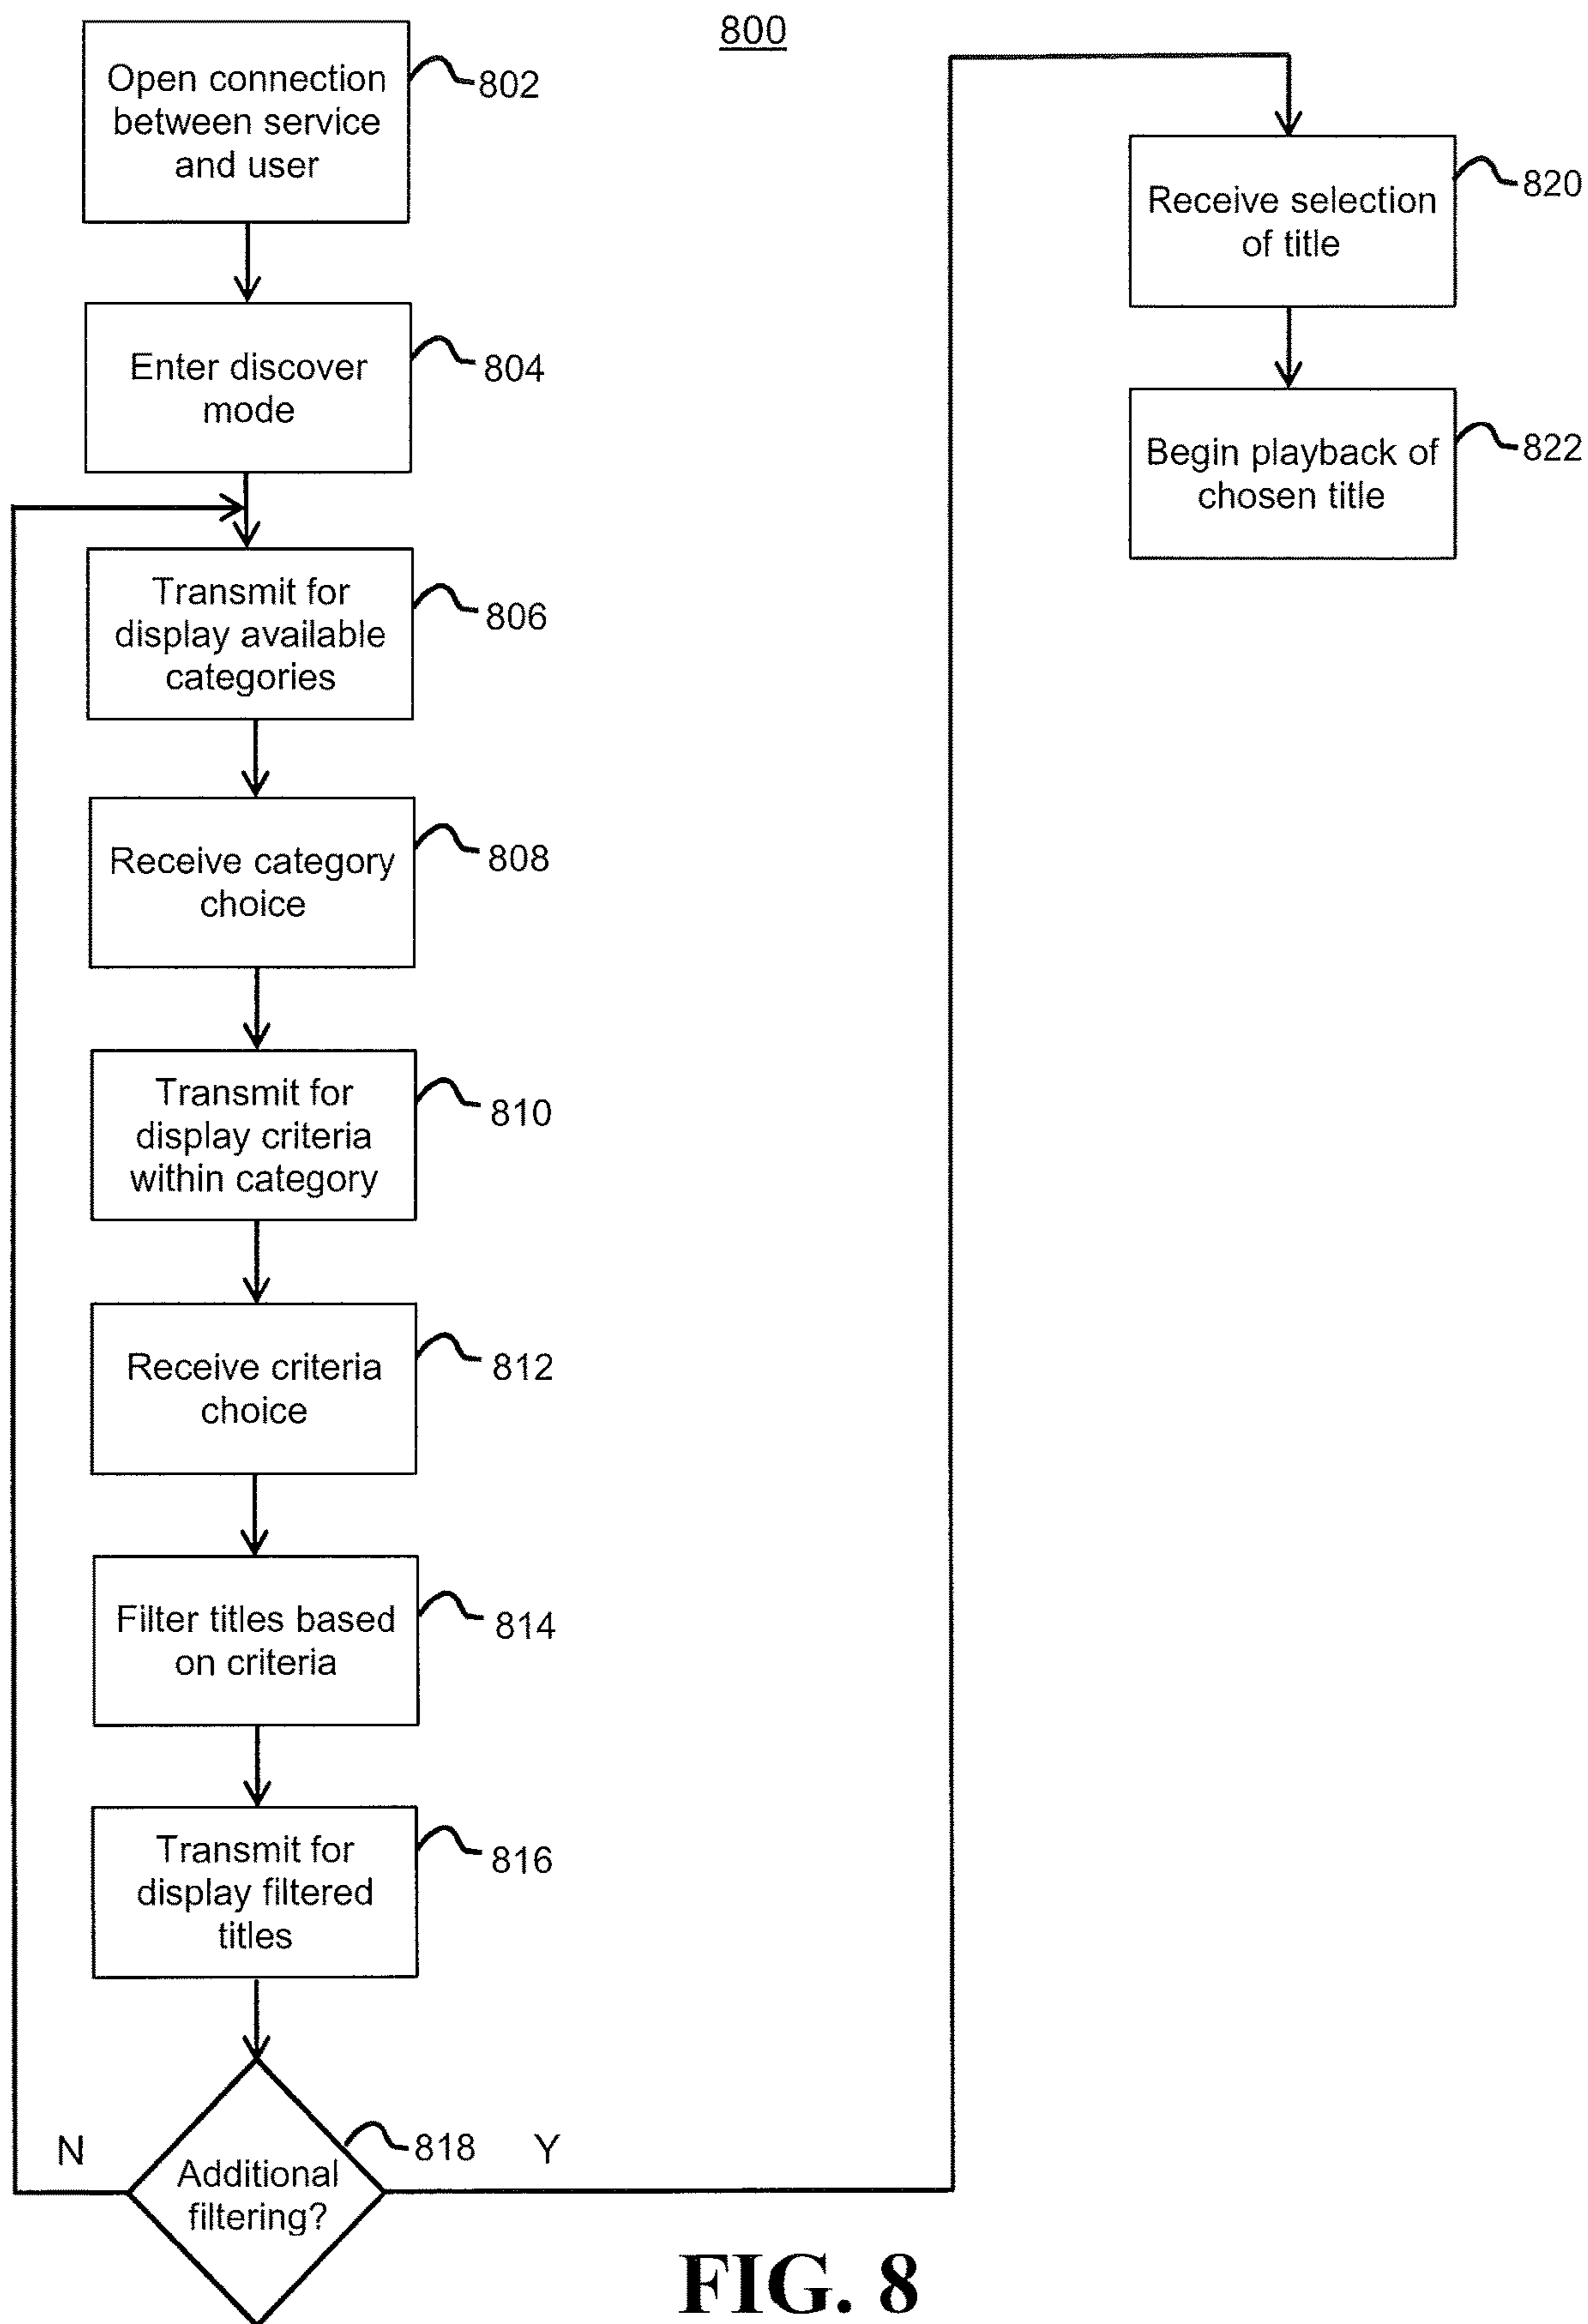 800
Open connection
between service
and user
802
Enter discover
mode
804
Transmit for
display available
categories
806
Receive category
choice
808
Transmit for
display criteria
within category
810
Receive criteria
choice
812
Filter titles based
on criteria
814
Transmit for
display filtered
titles
816
Additional
filtering?
818
N
Y
Receive selection
of title
820
Begin playback of
chosen title
822
FIG. 8